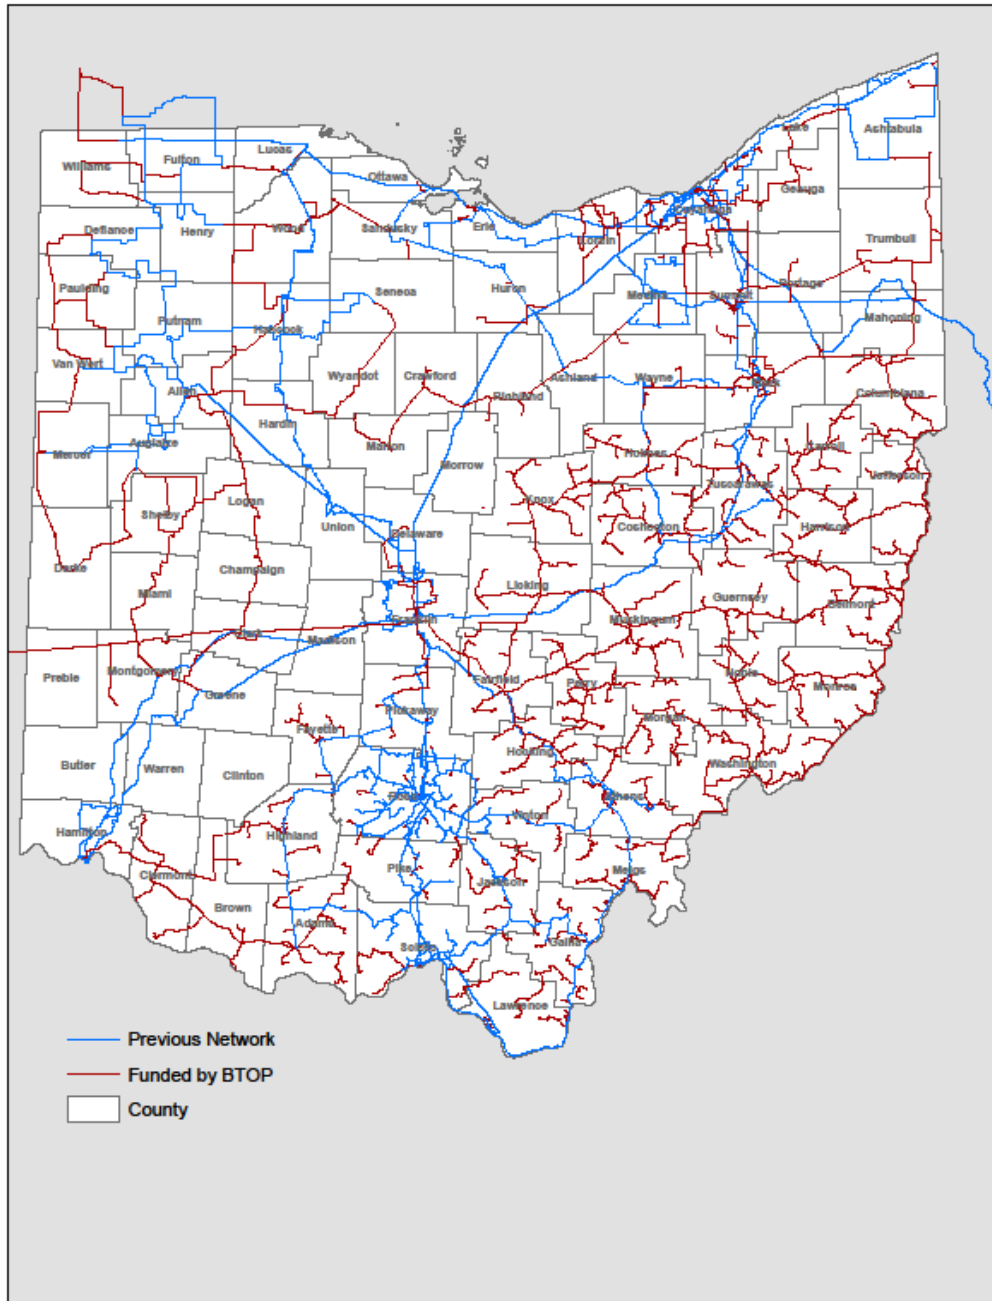 Lake
Ashtabula
Lucas
Fulton
Williams
Ottawa
Geauga
Cuyahoga
Erie
Wood
Sandusky
Henry
Defiance
Lorain
Trumbull
Paulding
Seneca
Huron
Medina
Summit
Portage
Putnam
Hancock
Mahoning
Van Wert
Allen
Wyandot
Crawford
Ashland
Wayne
Stark
Richland
Columbiana
Hardin
Auglaize
Mercer
Marion
Morrow
Holmes
Carroll
Jefferson
Tuscarawas
Knox
Logan
Shelby
Union
Delaware
Coshocton
Harrison
Darke
Champaign
Miami
Licking
Guernsey
Belmont
Franklin
Muskingum
Clark
Madison
Preble
Montgomery
Fairfield
Perry
Noble
Monroe
Greene
Pickaway
Morgan
Fayette
Hocking
Washington
Butler
Warren
Clinton
Ross
Athens
Vinton
Hamilton
Highland
Pike
Jackson
Meigs
Clermont
Brown
Adams
Scioto
Gallia
Lawrence
Previous Network
Funded by BTOP
County